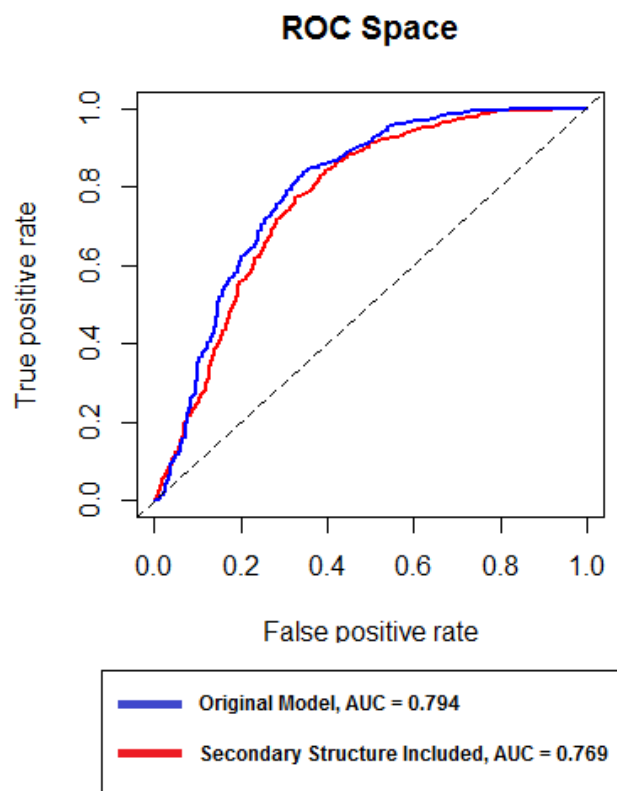 ROC Space
True positive rate
1.0
0.8
0.6
0.4
0.2
0.0
0.0 0.2 0.4 0.6 0.8 1.0
False positive rate
Original Model, AUC = 0.794
Secondary Structure Included, AUC = 0.769